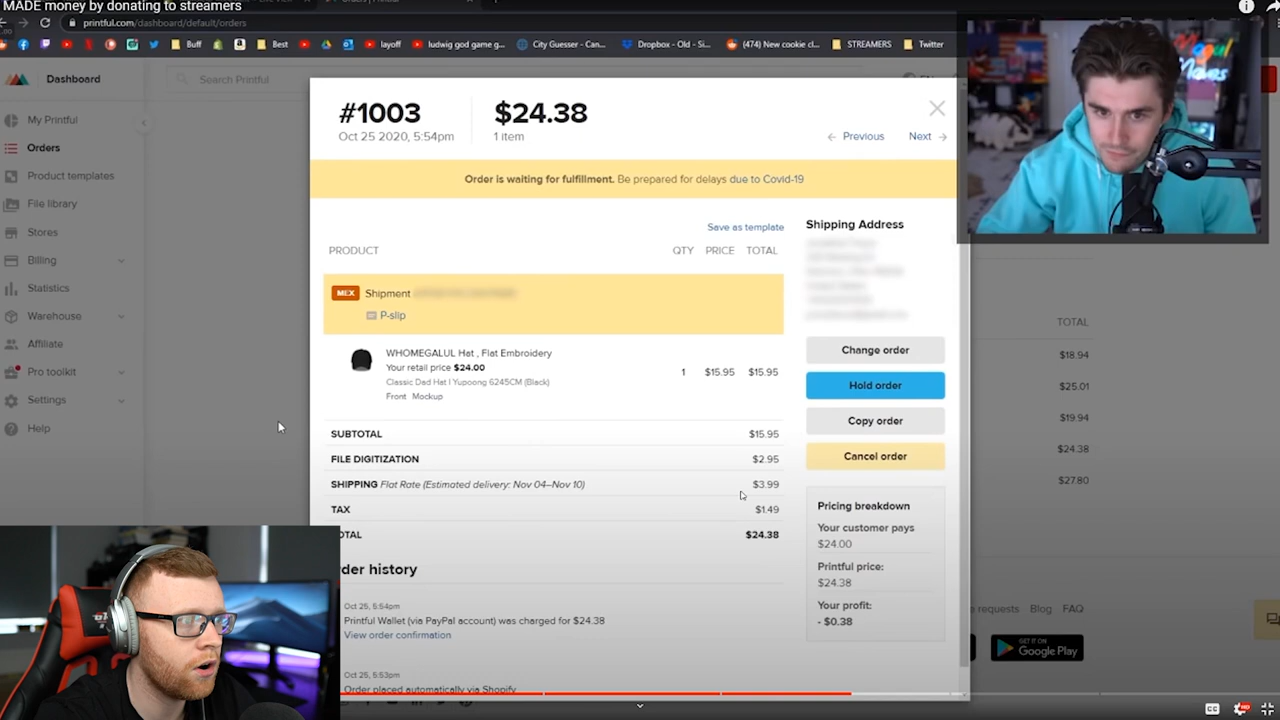 MADE money by donating to streamers
printful.com/dashboard/default/orders
Buff
Best
layoff
ludwig god game g...
City Guesser - Can...
Dropbox - Old - Si...
(474) New cookie cl...
STREAMERS
Twitter
Dashboard
Search Printful
My Printful
Orders
Product templates
File library
Stores
Billing
Statistics
Warehouse
Affiliate
Pro toolkit
Settings
Help
#1003
Oct 25 2020, 5:54pm
$24.38
1 item
← Previous
Next →
Order is waiting for fulfillment. Be prepared for delays due to Covid-19
Save as template
PRODUCT QTY PRICE TOTAL
MEX Shipment
P-slip
WHOMEGALUL Hat , Flat Embroidery
Your retail price $24.00
Classic Dad Hat | Yupoong 6245CM (Black)
Front Mockup
1 $15.95 $15.95
SUBTOTAL $15.95
FILE DIGITIZATION $2.95
SHIPPING Flat Rate (Estimated delivery: Nov 04–Nov 10) $3.99
TAX $1.49
OTAL $24.38
der history
Oct 25, 5:54pm
Printful Wallet (via PayPal account) was charged for $24.38
View order confirmation
Oct 25, 5:53pm
Order placed automatically via Shopify
Shipping Address
Change order
Hold order
Copy order
Cancel order
Pricing breakdown
Your customer pays
$24.00
Printful price:
$24.38
Your profit:
- $0.38
TOTAL
$18.94
$25.01
$19.94
$24.38
$27.80
e requests Blog FAQ
GET IT ON
Google Play
Mogul
Moves
CC
HD